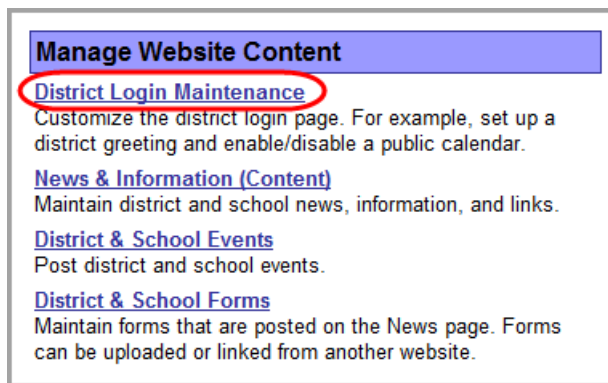 Manage Website Content
District Login Maintenance
Customize the district login page. For example, set up a
district greeting and enable/disable a public calendar.
News & Information (Content)
Maintain district and school news, information, and links.
District & School Events
Post district and school events.
District & School Forms
Maintain forms that are posted on the News page. Forms
can be uploaded or linked from another website.